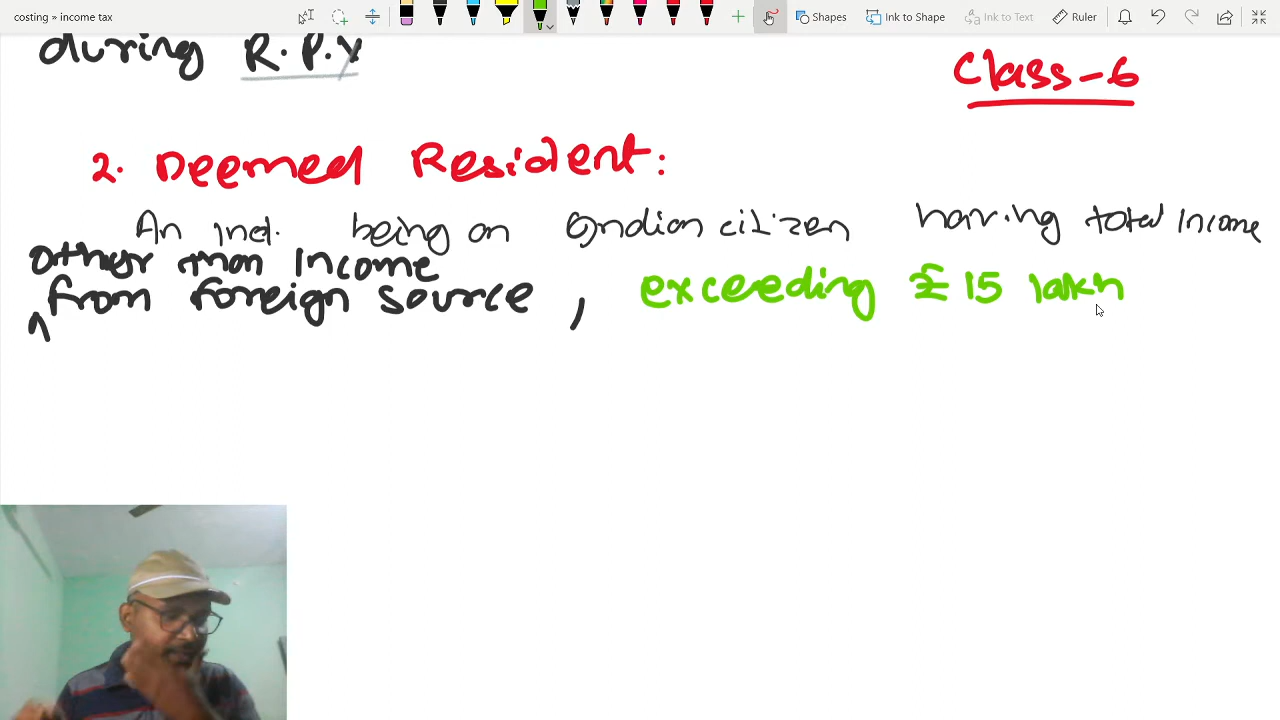 costing » income tax
Shapes
Ink to Shape
Ink to Text
Ruler
during R.P.Y
Class-6
2. Deemed Resident:
An ind. being an Indian citizen having total income
other than income
from foreign source, exceeding ₹15 lakh